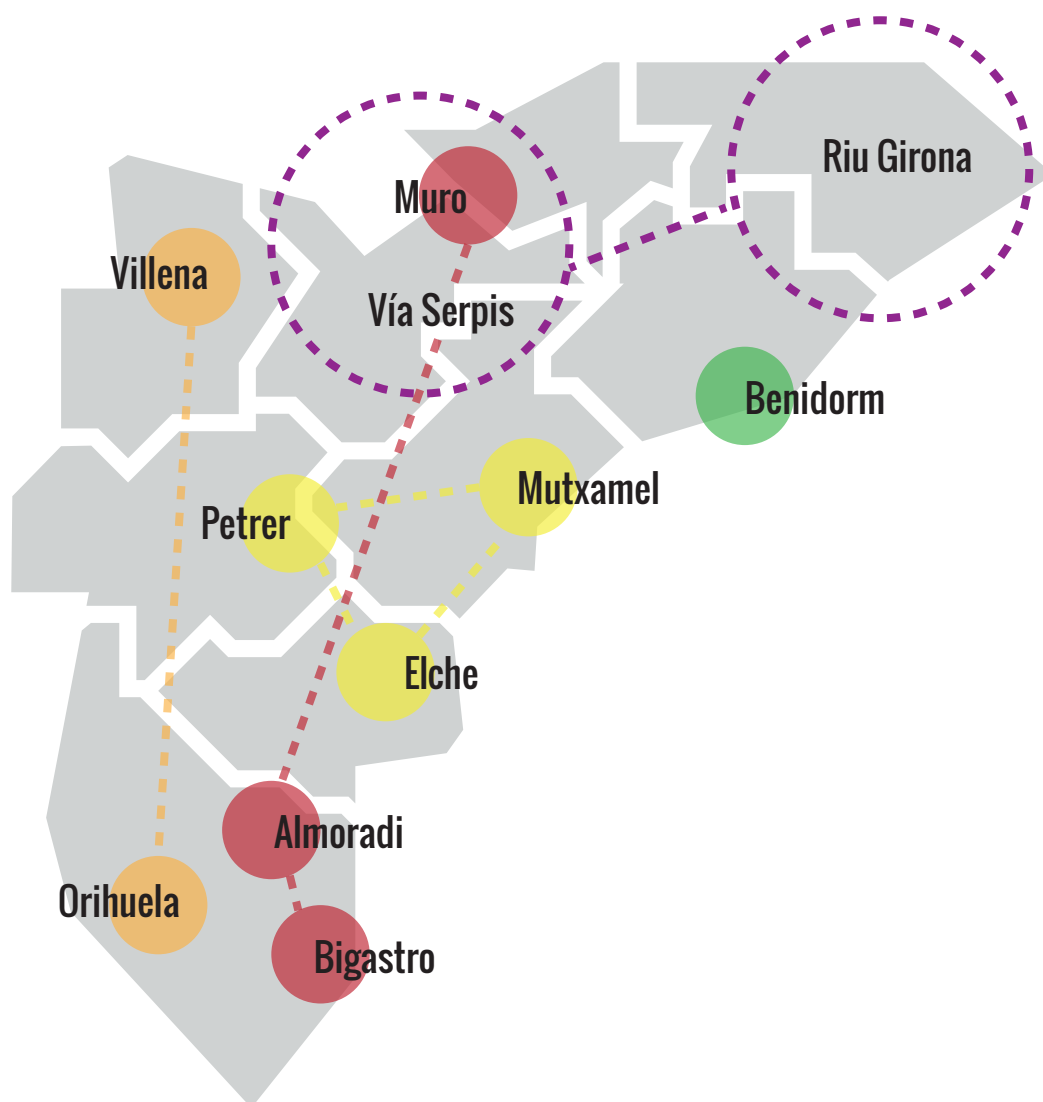 Riu Girona
Muro
Villena
Vía Serpis
Benidorm
Mutxamel
Petrer
Elche
Almoradi
Orihuela
Bigastro